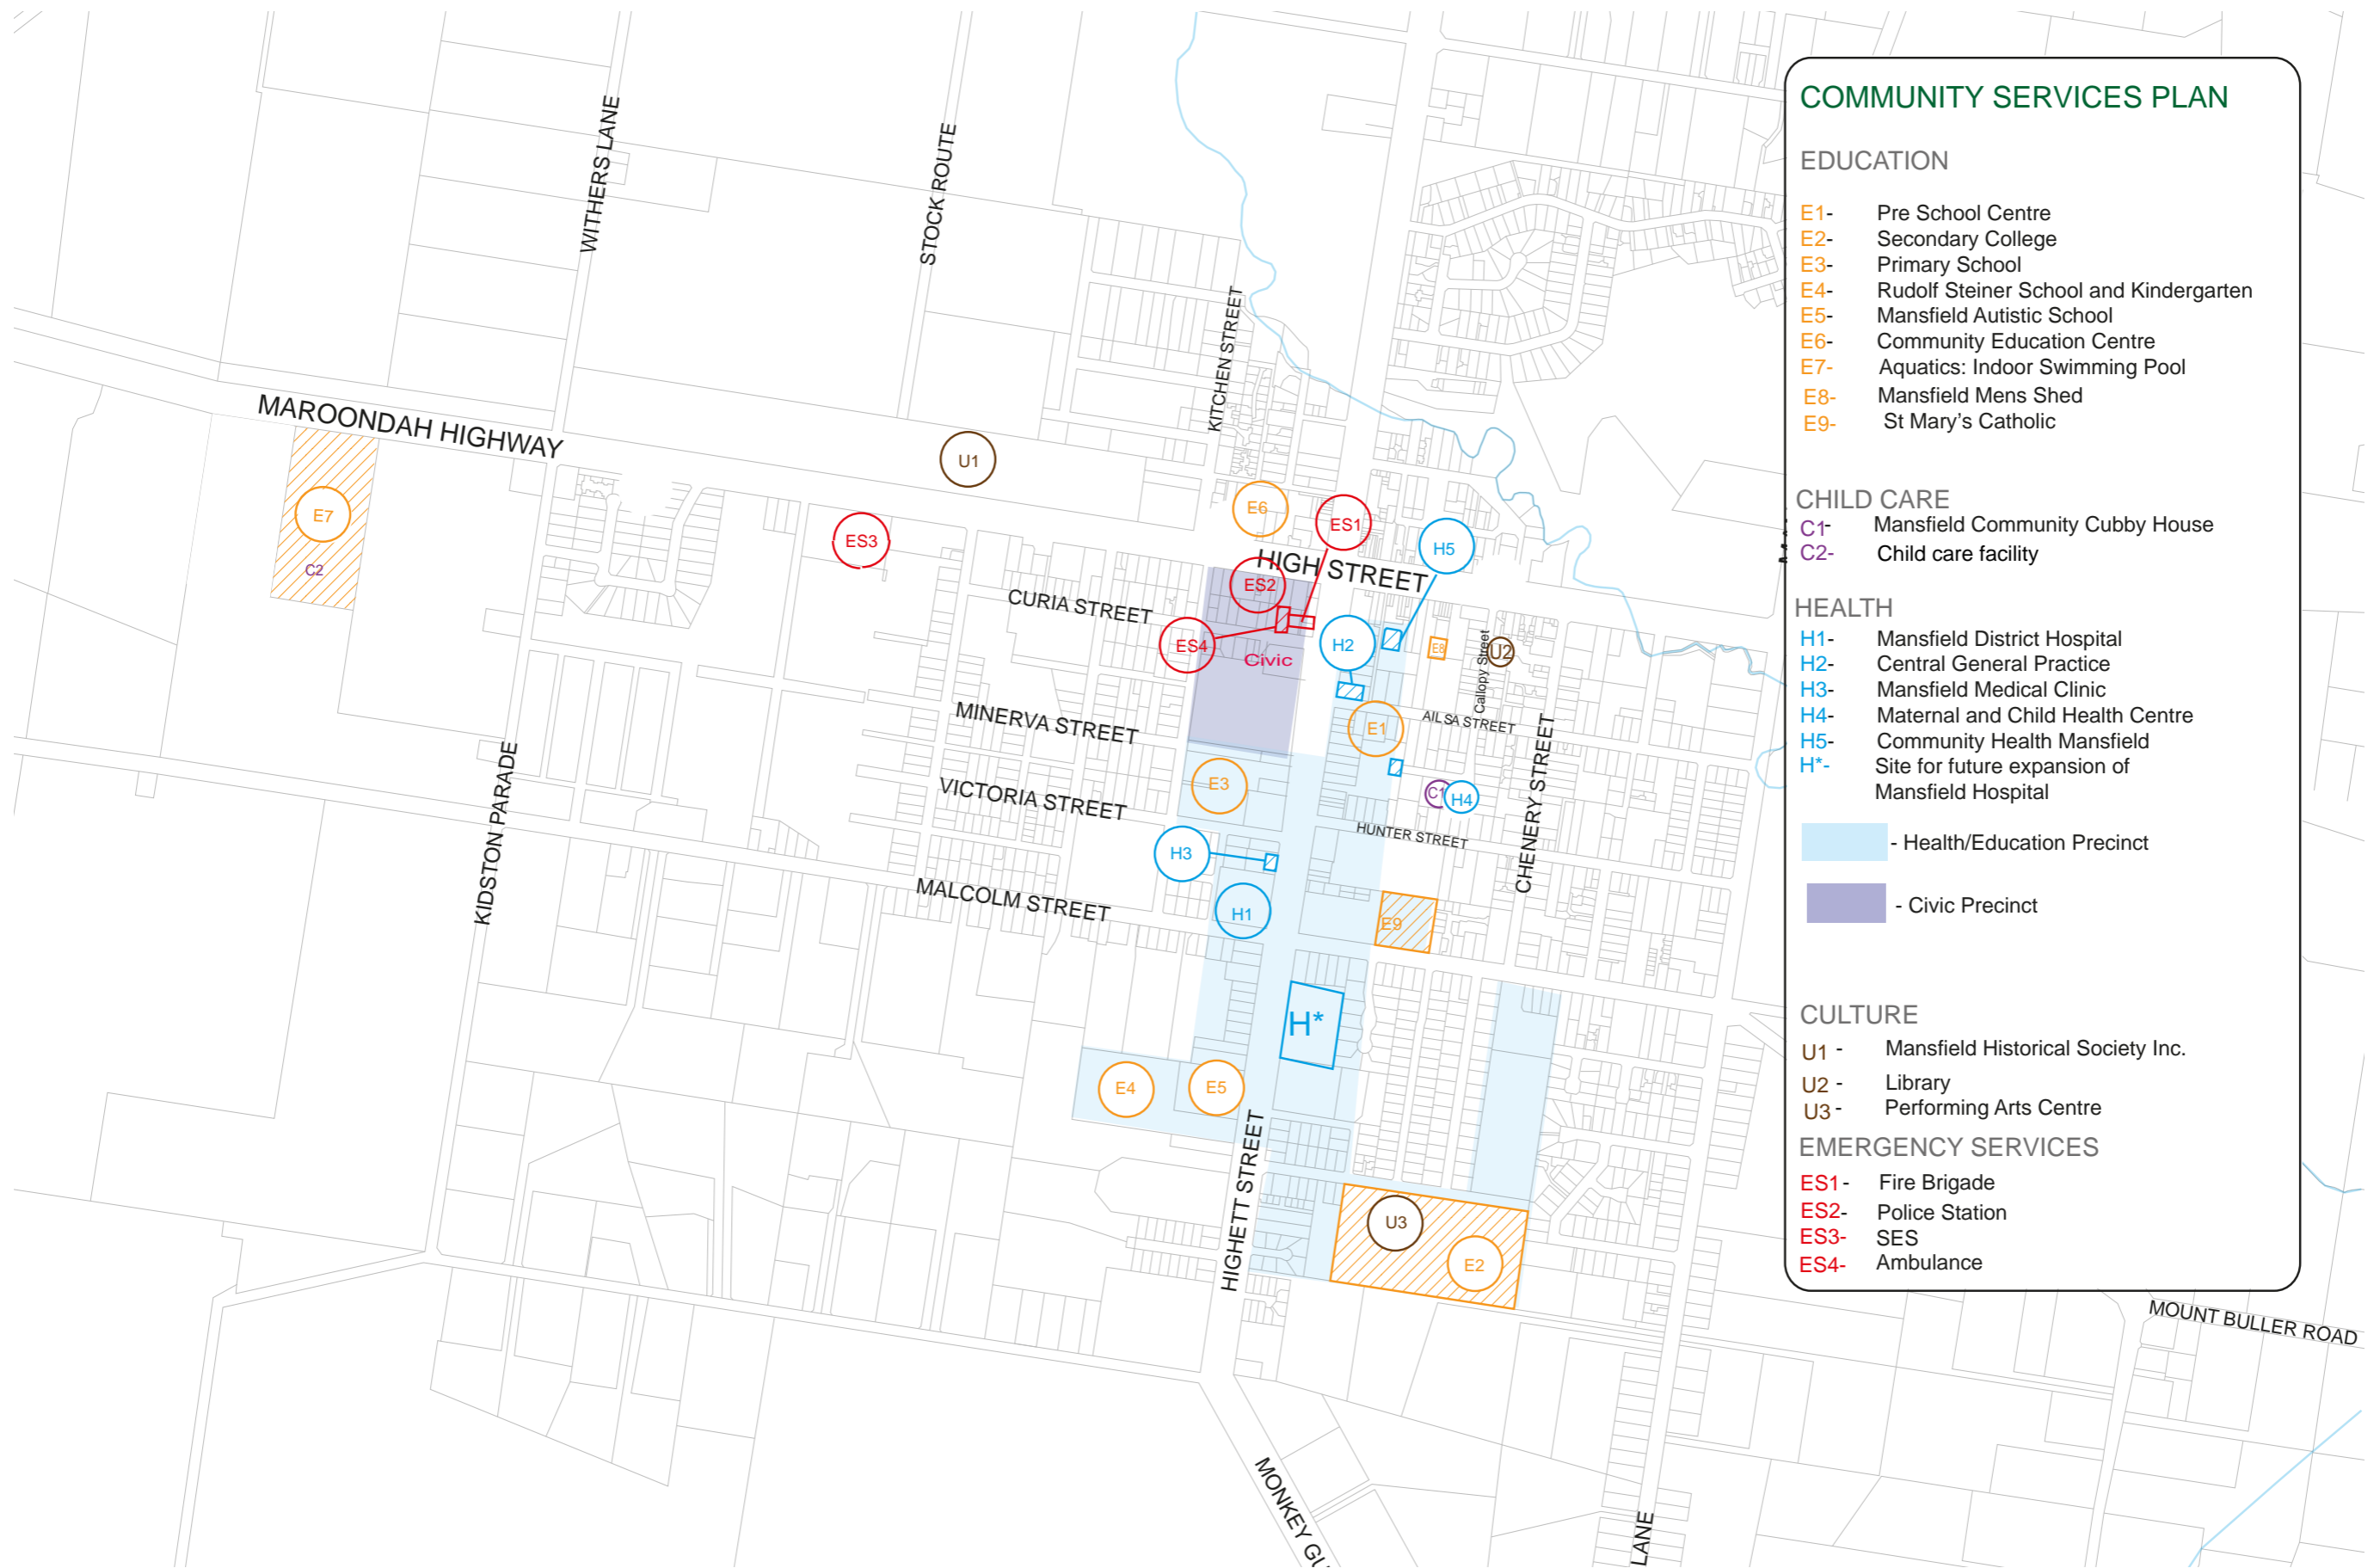 COMMUNITY SERVICES PLAN
EDUCATION
E1- Pre School Centre
E2- Secondary College
E3- Primary School
E4- Rudolf Steiner School and Kindergarten
E5- Mansfield Autistic School
E6- Community Education Centre
E7- Aquatics: Indoor Swimming Pool
E8- Mansfield Mens Shed
E9- St Mary's Catholic
CHILD CARE
C1- Mansfield Community Cubby House
C2- Child care facility
HEALTH
H1- Mansfield District Hospital
H2- Central General Practice
H3- Mansfield Medical Clinic
H4- Maternal and Child Health Centre
H5- Community Health Mansfield
H*- Site for future expansion of
Mansfield Hospital
- Health/Education Precinct
- Civic Precinct
CULTURE
U1 - Mansfield Historical Society Inc.
U2 - Library
U3 - Performing Arts Centre
EMERGENCY SERVICES
ES1 - Fire Brigade
ES2- Police Station
ES3- SES
ES4- Ambulance
WITHERS LANE
STOCK ROUTE
KITCHEN STREET
MAROONDAH HIGHWAY
U1
E7
C2
ES3
E6
ES1
H5
HIGH STREET
ES2
CURIA STREET
ES4
Civic
H2
E8
Callopy Street
U2
MINERVA STREET
E1
AILSA STREET
CHENERY STREET
KIDSTON PARADE
VICTORIA STREET
E3
C1
H4
HUNTER STREET
H3
MALCOLM STREET
H1
E9
H*
E4
E5
HIGHETT STREET
U3
E2
MOUNT BULLER ROAD
MONKEY
LANE